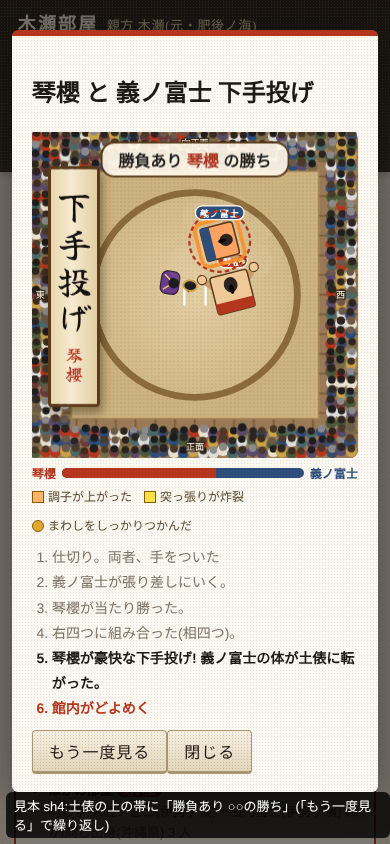 木瀬部屋 親方 木瀬(元・肥後ノ海)
琴櫻 と 義ノ富士 下手投げ
勝負あり 琴櫻 の勝ち
下手投げ
琴櫻
義ノ富士
東
西
正面
琴櫻
義ノ富士
調子が上がった
突っ張りが炸裂
まわしをしっかりつかんだ
1. 仕切り。両者、手をついた
2. 義ノ富士が張り差しにいく。
3. 琴櫻が当たり勝った。
4. 右四つに組み合った(相四つ)。
5. 琴櫻が豪快な下手投げ! 義ノ富士の体が土俵に転
がった。
6. 館内がどよめく
もう一度見る
閉じる
見本 sh4:土俵の上の帯に「勝負あり ○○の勝ち」(「もう一度見
る」で繰り返し)